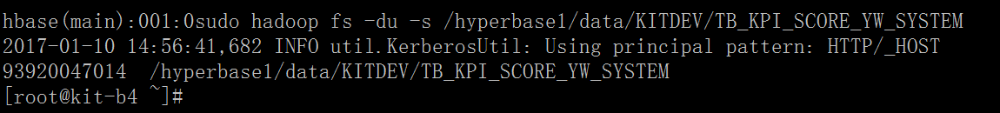 hbase(main):001:0sudo hadoop fs -du -s /hyperbase1/data/KITDEV/TB_KPI_SCORE_YW_SYSTEM
2017-01-10 14:56:41,682 INFO util.KerberosUtil: Using principal pattern: HTTP/_HOST
93920047014  /hyperbase1/data/KITDEV/TB_KPI_SCORE_YW_SYSTEM
[root@kit-b4 ~]#